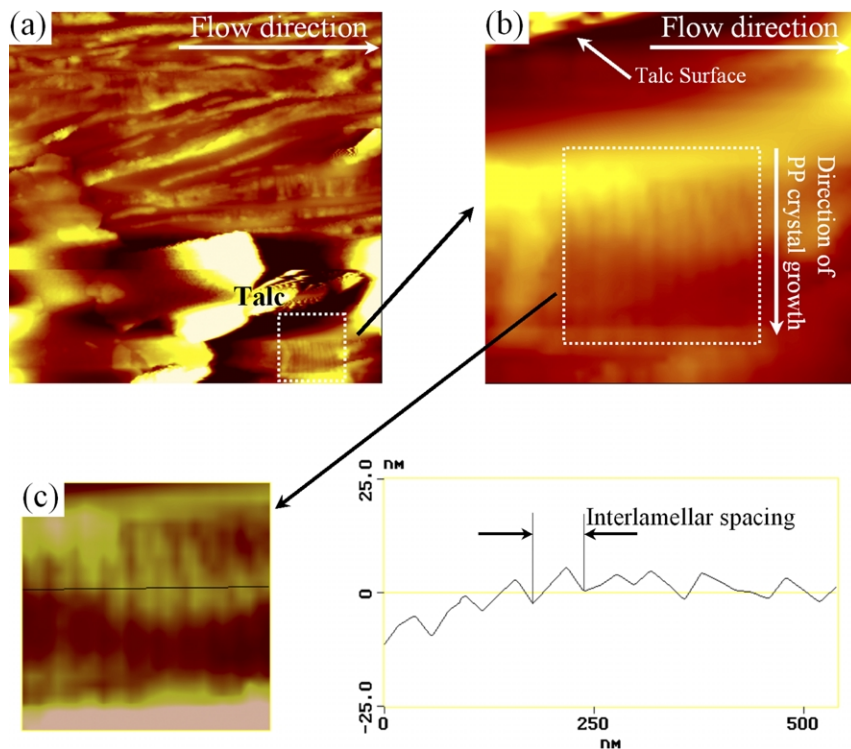 (a)
Flow direction
Talc
(b)
Flow direction
Talc Surface
Direction of
PP crystal growth
(c)
25.0
NM
0
-25.0
Interlamellar spacing
0
250
500
NM